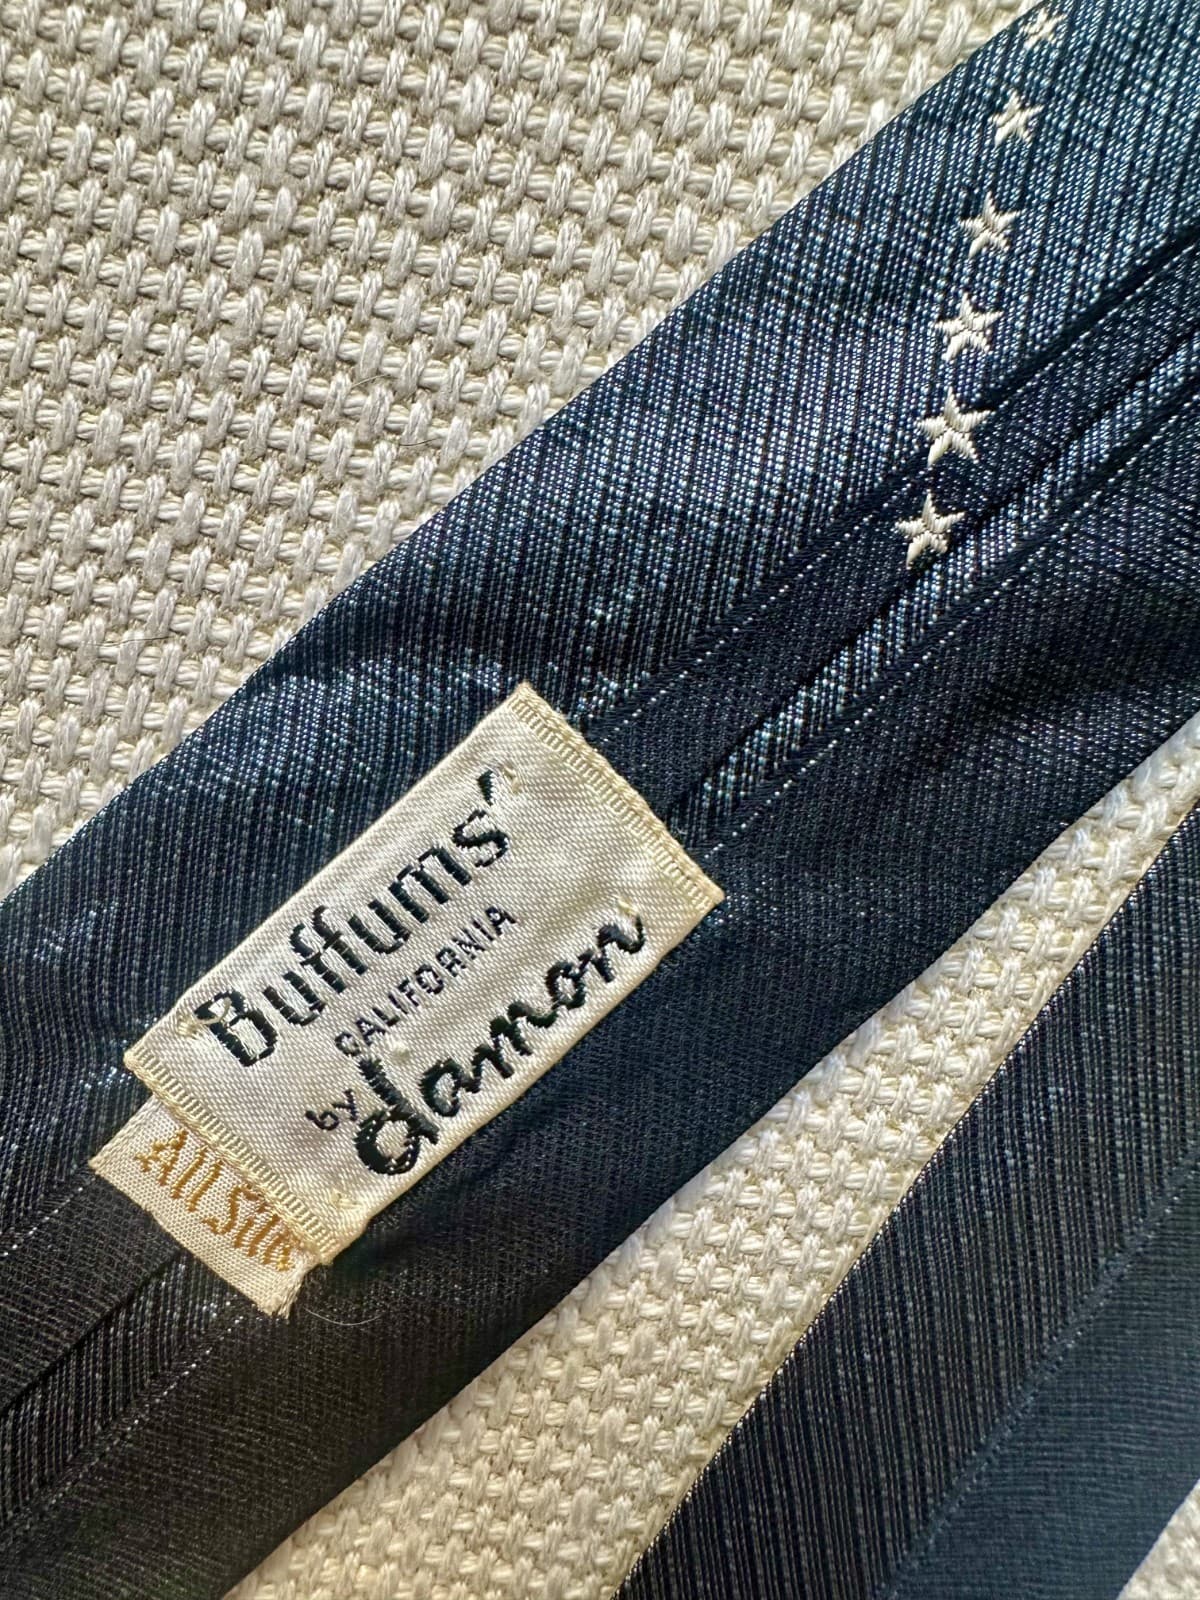 Buffums'
CALIFORNIA
by damon
All Silk